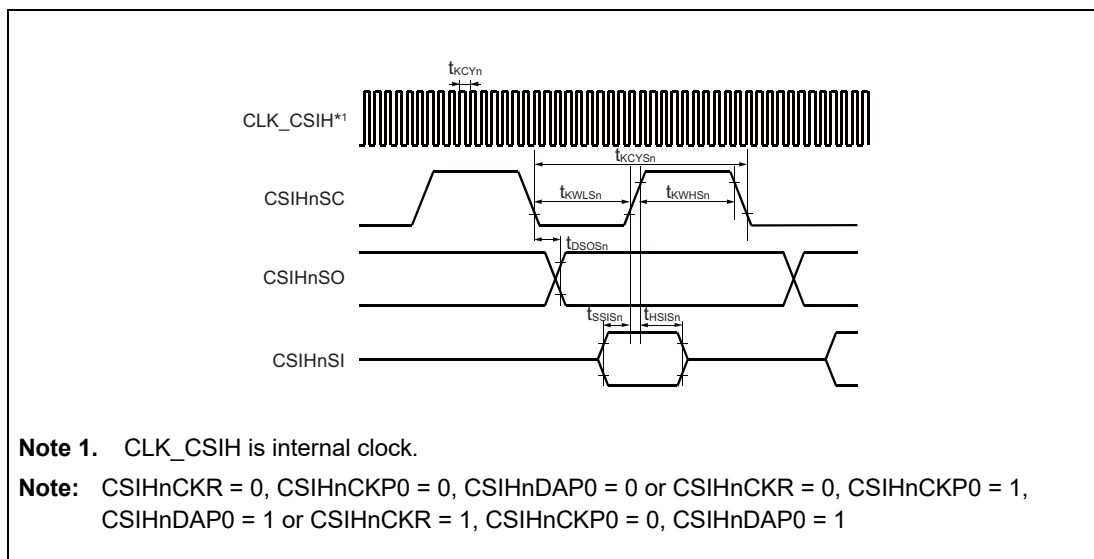 tKCYn
CLK_CSIH*1
tKCYSn
CSIHnSC
tKWLSn
tKWHSn
tDSOSn
CSIHnSO
tSSISn
tHSISn
CSIHnSI
Note 1. CLK_CSIH is internal clock.
Note: CSIHnCKR = 0, CSIHnCKP0 = 0, CSIHnDAP0 = 0 or CSIHnCKR = 0, CSIHnCKP0 = 1,
CSIHnDAP0 = 1 or CSIHnCKR = 1, CSIHnCKP0 = 0, CSIHnDAP0 = 1